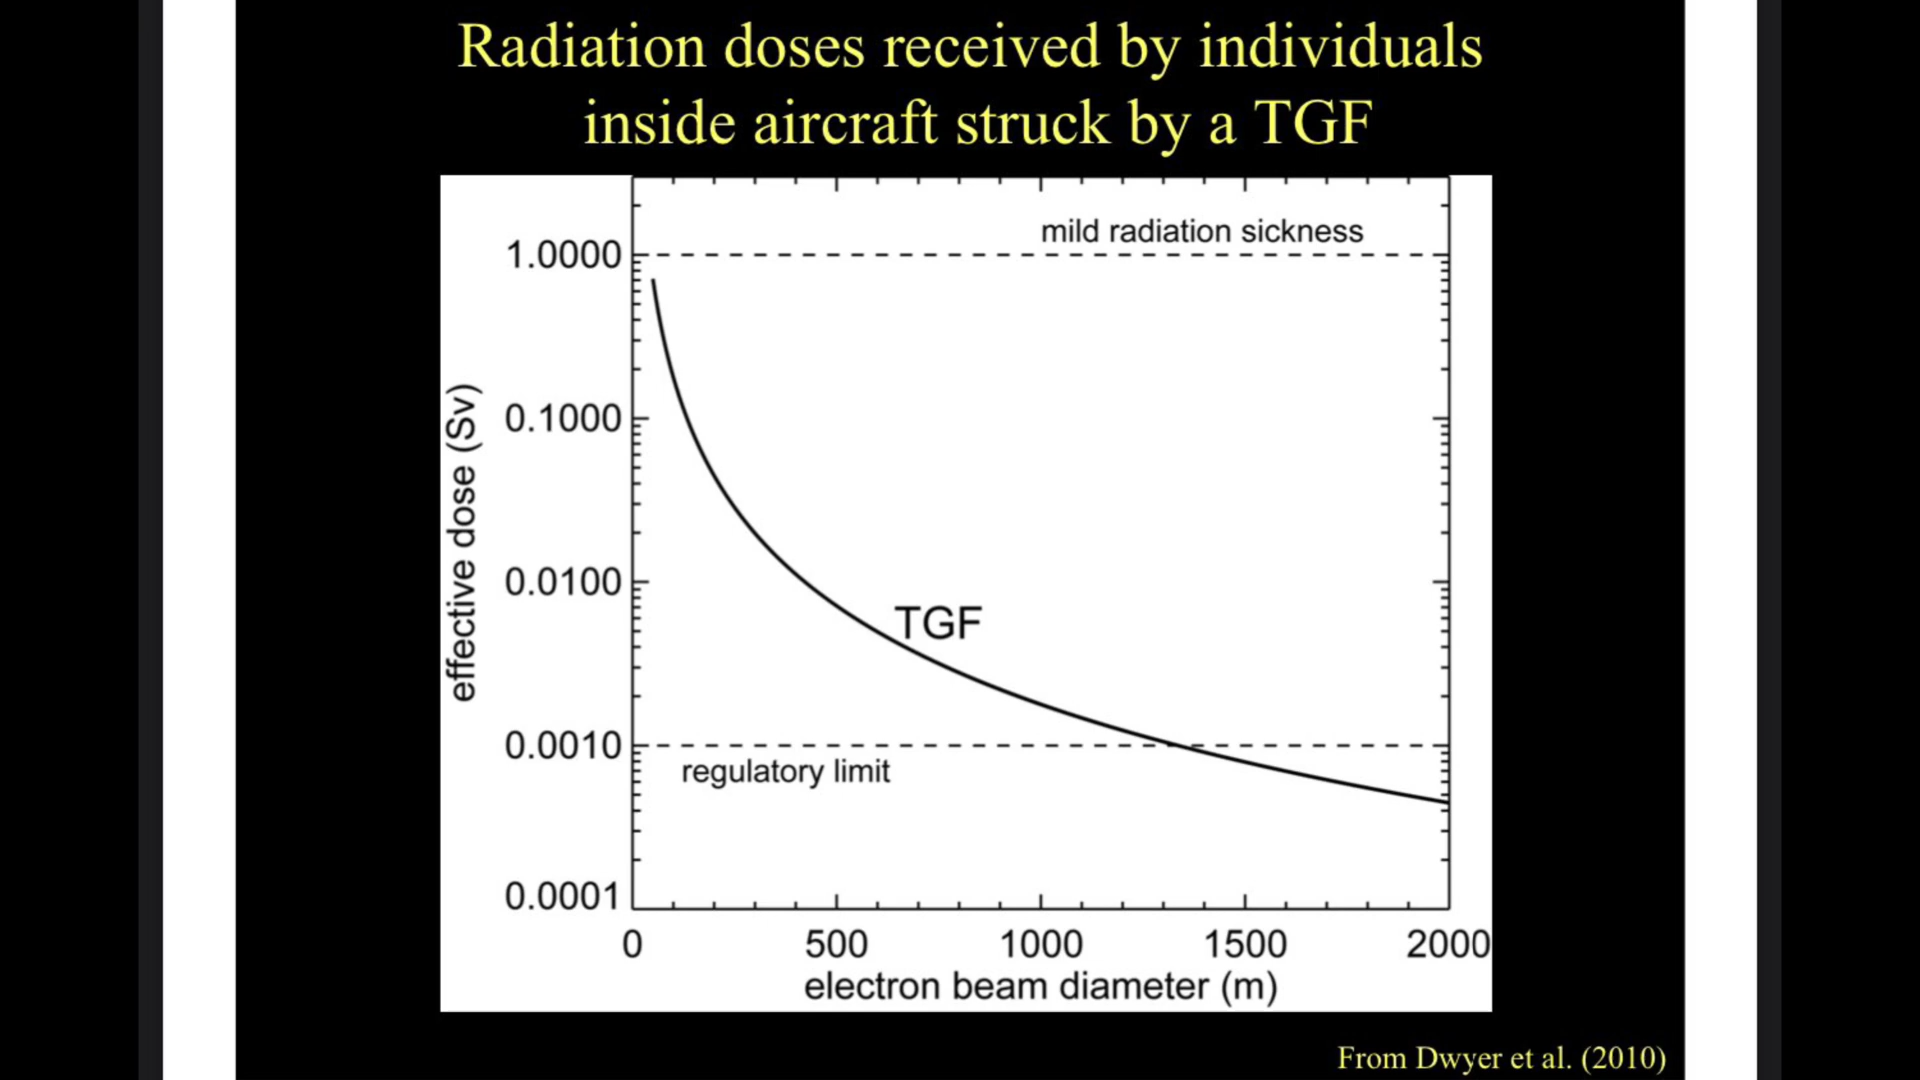 Radiation doses received by individuals
inside aircraft struck by a TGF
mild radiation sickness
1.0000
0.1000
0.0100
0.0010
0.0001
effective dose (Sv)
TGF
regulatory limit
0 500 1000 1500 2000
electron beam diameter (m)
From Dwyer et al. (2010)